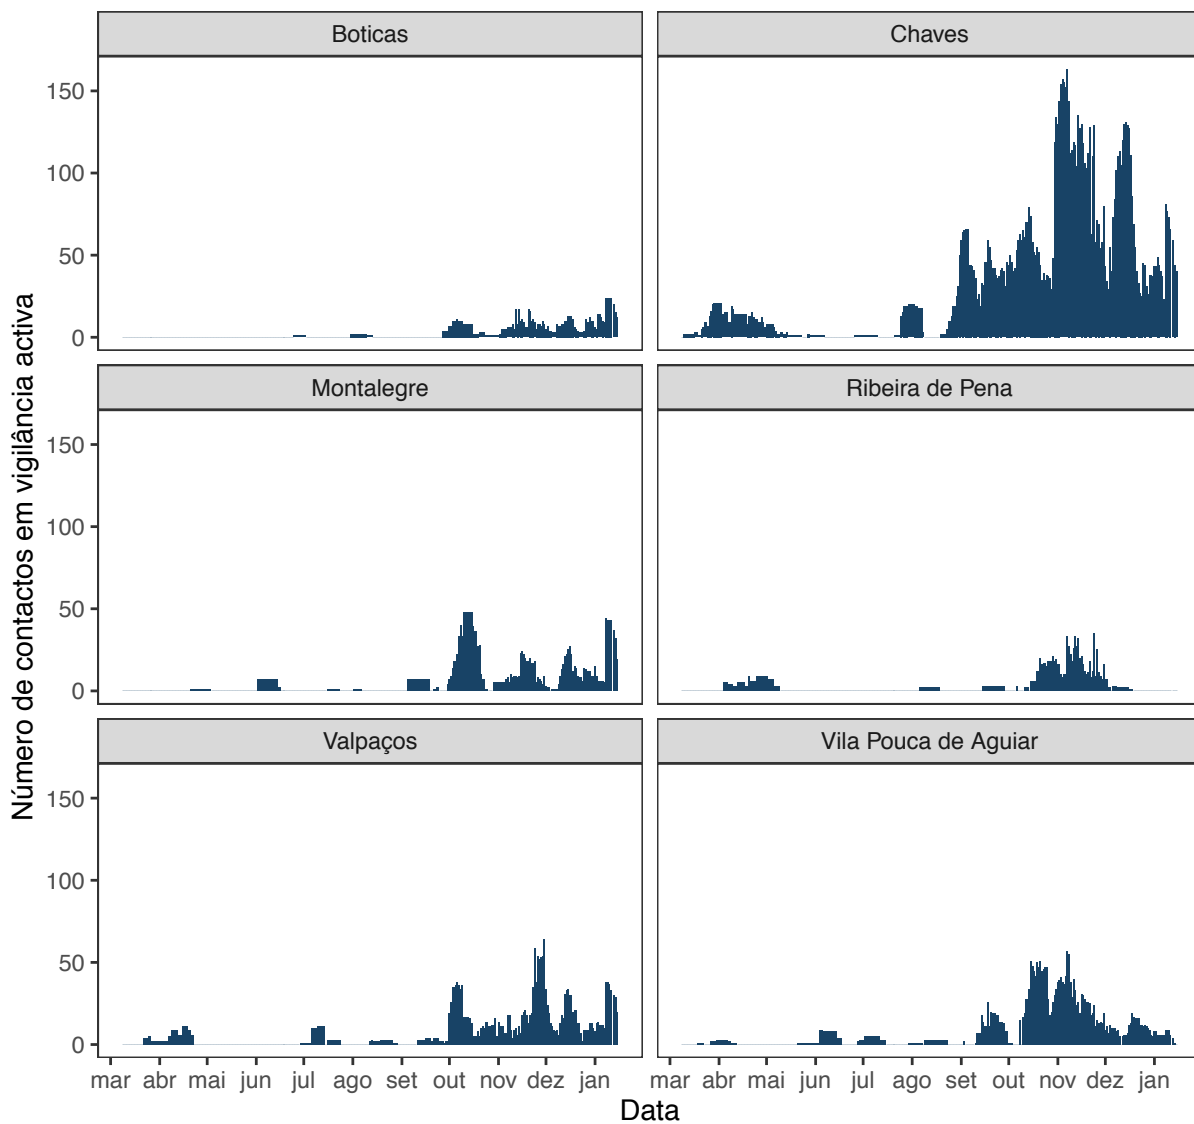 Boticas
Chaves
150
100
50
0
Montalegre
Ribeira de Pena
150
100
50
0
Número de contactos em vigilância activa
Valpaços
Vila Pouca de Aguiar
150
100
50
0
mar abr mai jun jul ago set out nov dez jan
mar abr mai jun jul ago set out nov dez jan
Data